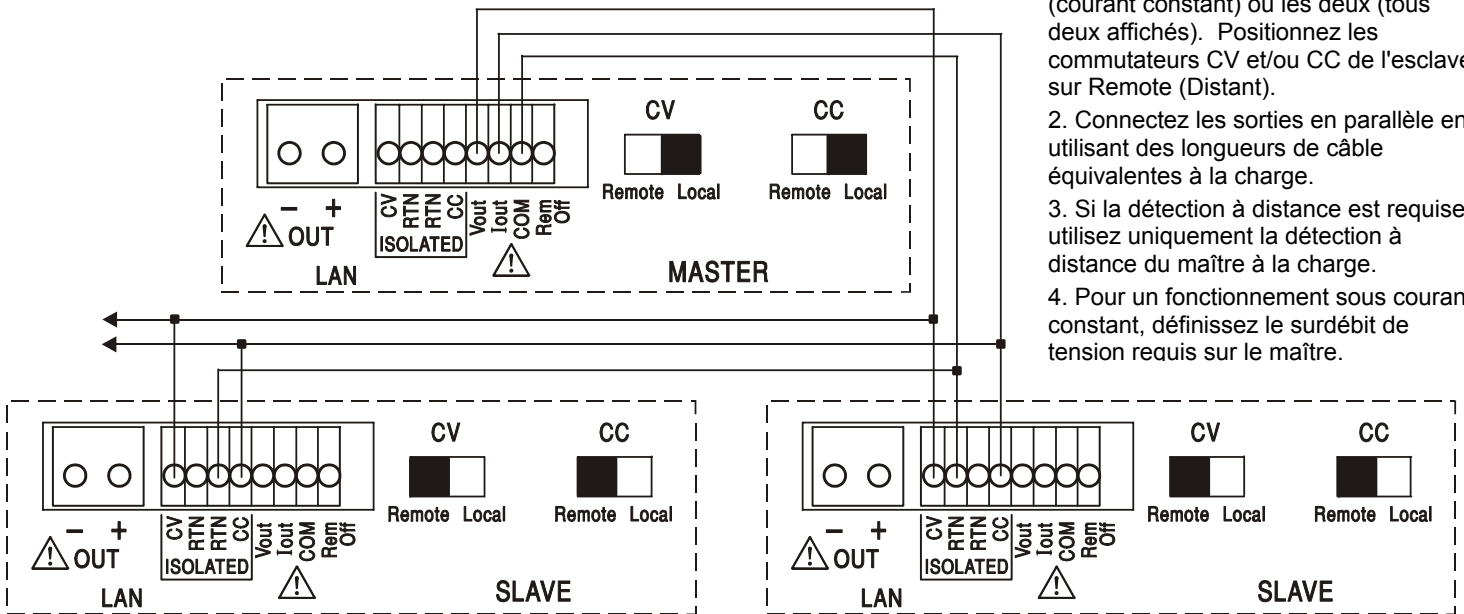 (courant constant) ou les deux (tous
deux affichés). Positionnez les
commutateurs CV et/ou CC de l'esclave
sur Remote (Distant).
2. Connectez les sorties en parallèle en
utilisant des longueurs de câble
équivalentes à la charge.
3. Si la détection à distance est requise
utilisez uniquement la détection à
distance du maître à la charge.
4. Pour un fonctionnement sous couran
constant, définissez le surdébit de
tension requis sur le maître.
CV CC
Remote Local Remote Local
- + CV RTN RTN CC Vout Iout COM Rem Off
OUT ISOLATED
LAN MASTER
CV CC
Remote Local Remote Local
- + CV RTN RTN CC Vout Iout COM Rem Off
OUT ISOLATED
LAN SLAVE
CV CC
Remote Local Remote Local
- + CV RTN RTN CC Vout Iout COM Rem Off
OUT ISOLATED
LAN SLAVE